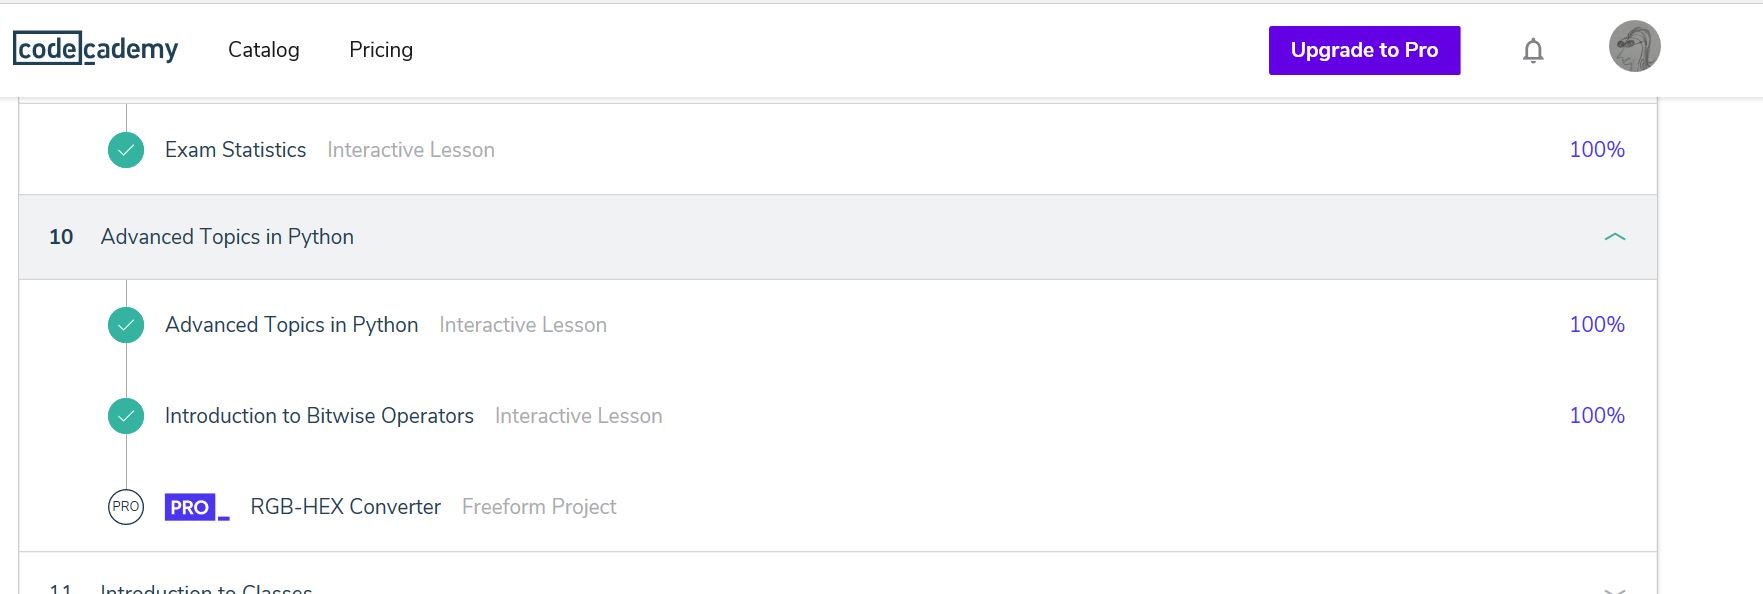 codecademy Catalog Pricing Upgrade to Pro
Exam Statistics Interactive Lesson 100%
10 Advanced Topics in Python
Advanced Topics in Python Interactive Lesson 100%
Introduction to Bitwise Operators Interactive Lesson 100%
PRO PRO_ RGB-HEX Converter Freeform Project
11 Introduction to Classes